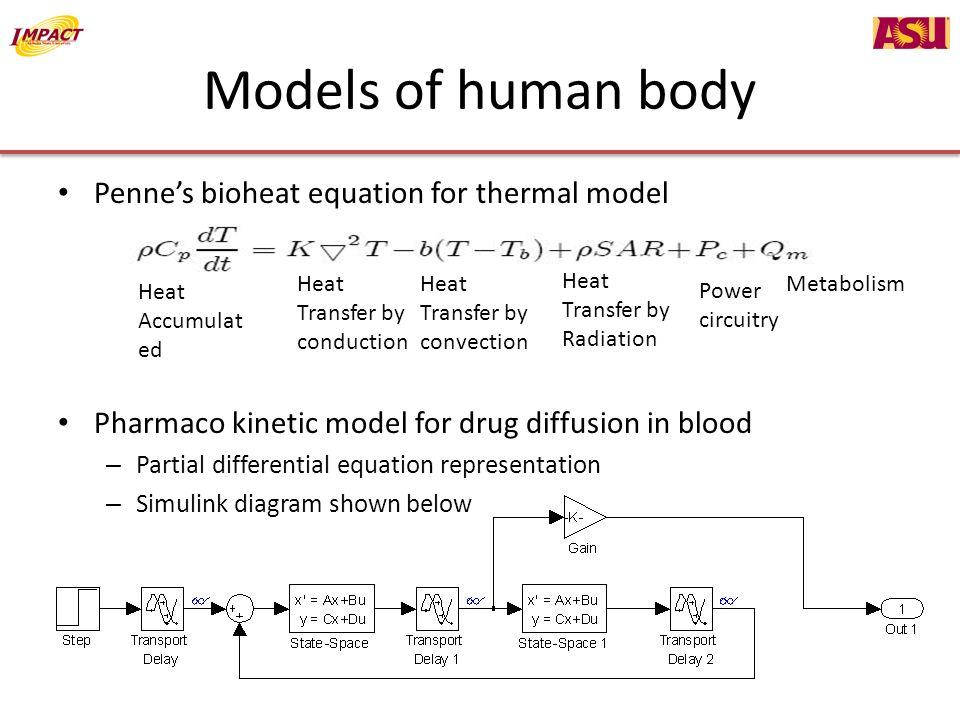 IMPACT
ASU
Models of human body
• Penne’s bioheat equation for thermal model
ρC_p dT/dt = K ▽²T − b(T−T_b) + ρSAR + P_c + Q_m
Heat
Accumulat
ed
Heat
Transfer by
conduction
Heat
Transfer by
convection
Heat
Transfer by
Radiation
Power
circuitry
Metabolism
• Pharmaco kinetic model for drug diffusion in blood
– Partial differential equation representation
– Simulink diagram shown below
-K-
Gain
Step
Transport
Delay
+
+
x' = Ax+Bu
y = Cx+Du
State-Space
Transport
Delay 1
x' = Ax+Bu
y = Cx+Du
State-Space 1
Transport
Delay 2
1
Out 1